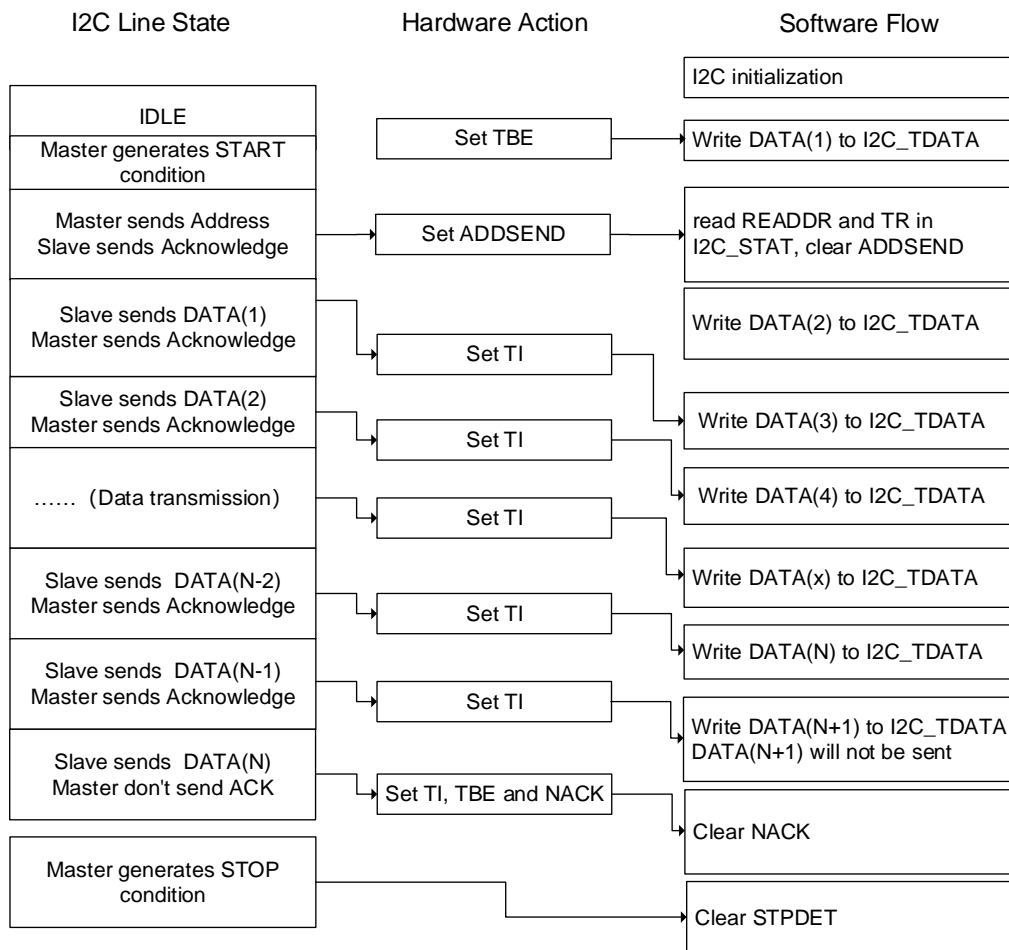 I2C Line State
Hardware Action
Software Flow
I2C initialization
IDLE
Set TBE
Write DATA(1) to I2C_TDATA
Master generates START
condition
Master sends Address
Slave sends Acknowledge
Set ADDSEND
read READDR and TR in
I2C_STAT, clear ADDSEND
Slave sends DATA(1)
Master sends Acknowledge
Set TI
Write DATA(2) to I2C_TDATA
Slave sends DATA(2)
Master sends Acknowledge
Set TI
Write DATA(3) to I2C_TDATA
...... (Data transmission)
Set TI
Write DATA(4) to I2C_TDATA
Write DATA(x) to I2C_TDATA
Slave sends DATA(N-2)
Master sends Acknowledge
Set TI
Write DATA(N) to I2C_TDATA
Slave sends DATA(N-1)
Master sends Acknowledge
Set TI
Write DATA(N+1) to I2C_TDATA
DATA(N+1) will not be sent
Slave sends DATA(N)
Master don't send ACK
Set TI, TBE and NACK
Clear NACK
Master generates STOP
condition
Clear STPDET